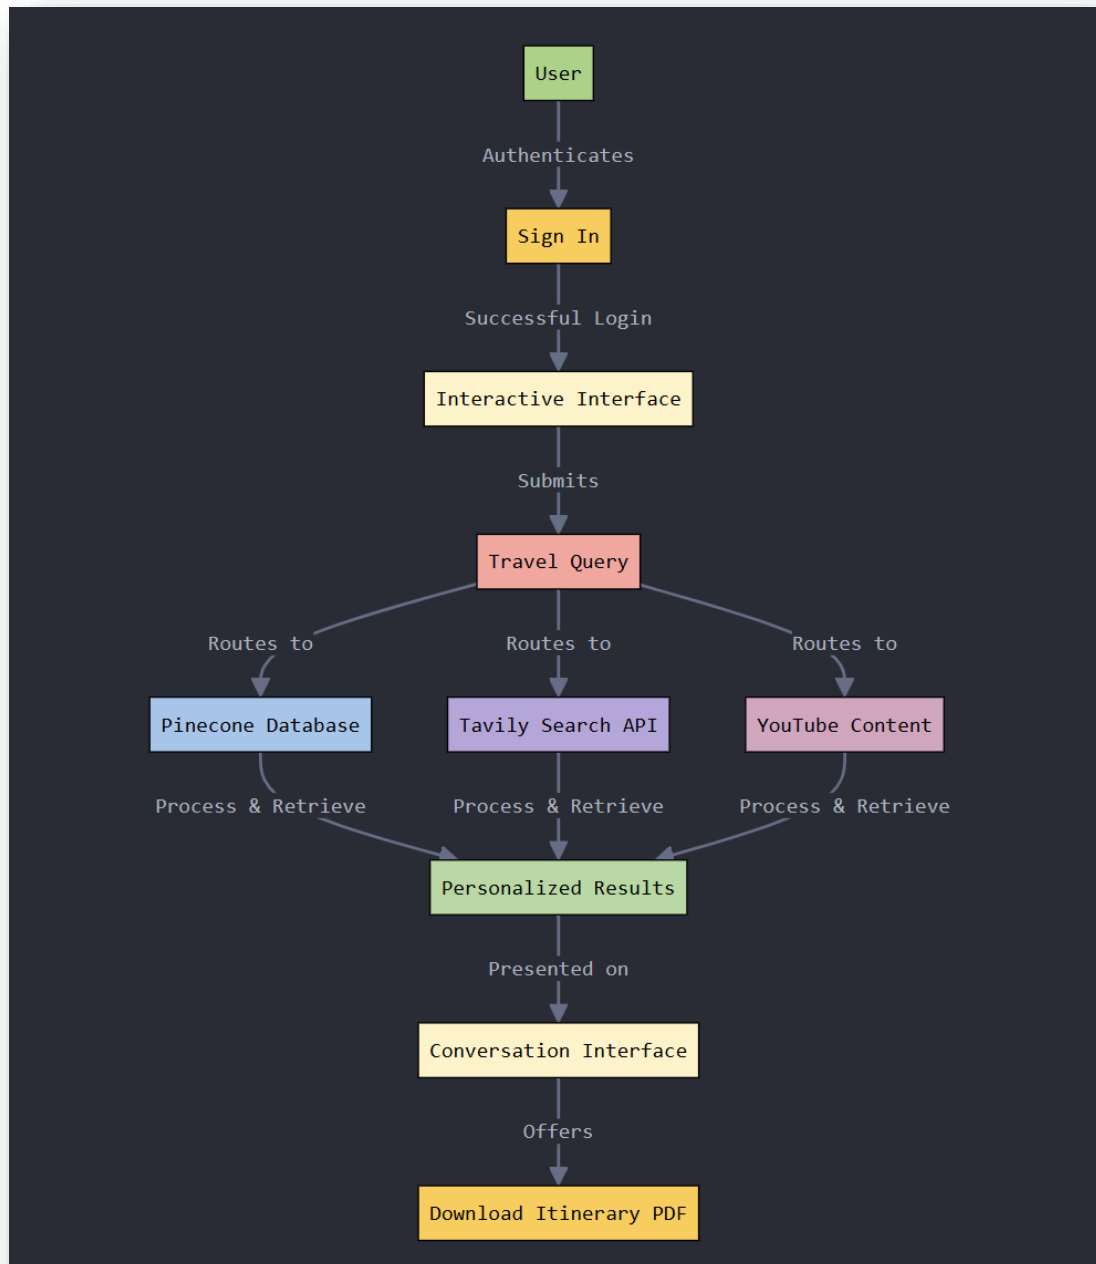 User
Authenticates
Sign In
Successful Login
Interactive Interface
Submits
Travel Query
Routes to
Routes to
Routes to
Pinecone Database
Tavily Search API
YouTube Content
Process & Retrieve
Process & Retrieve
Process & Retrieve
Personalized Results
Presented on
Conversation Interface
Offers
Download Itinerary PDF